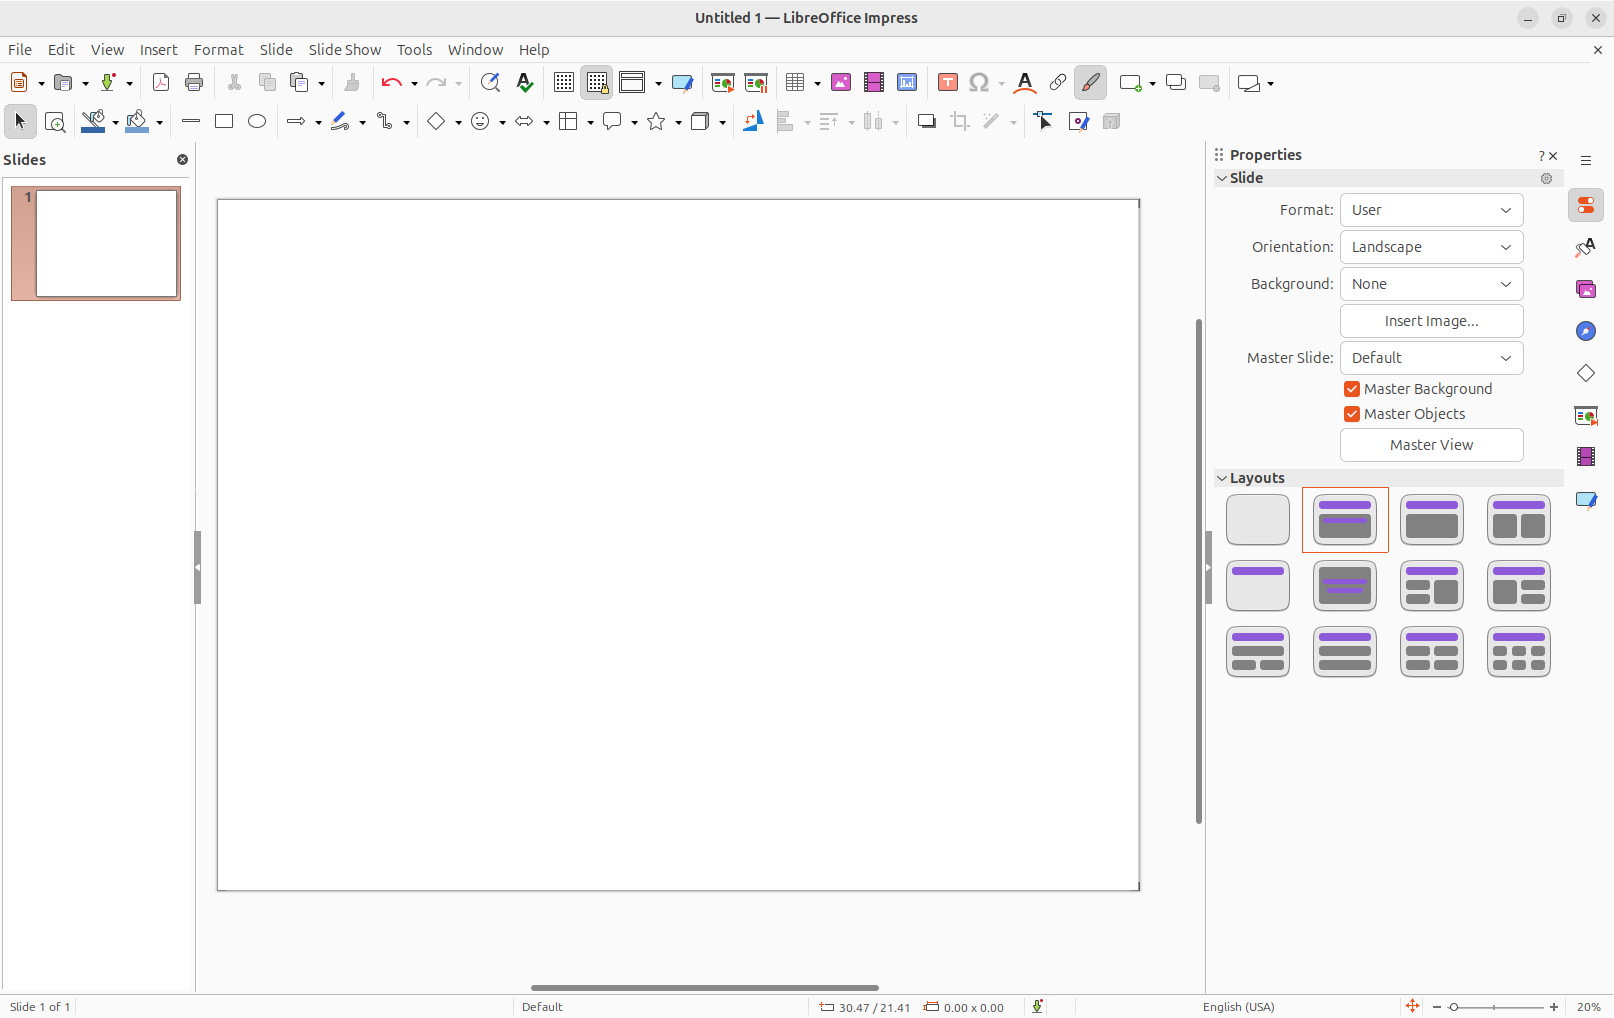 Untitled 1 — LibreOffice Impress
File Edit View Insert Format Slide Slide Show Tools Window Help
Slides
1
Properties
Slide
Format: User
Orientation: Landscape
Background: None
Insert Image...
Master Slide: Default
Master Background
Master Objects
Master View
Layouts
Slide 1 of 1 Default 30.47 / 21.41 0.00 x 0.00 English (USA) 20%